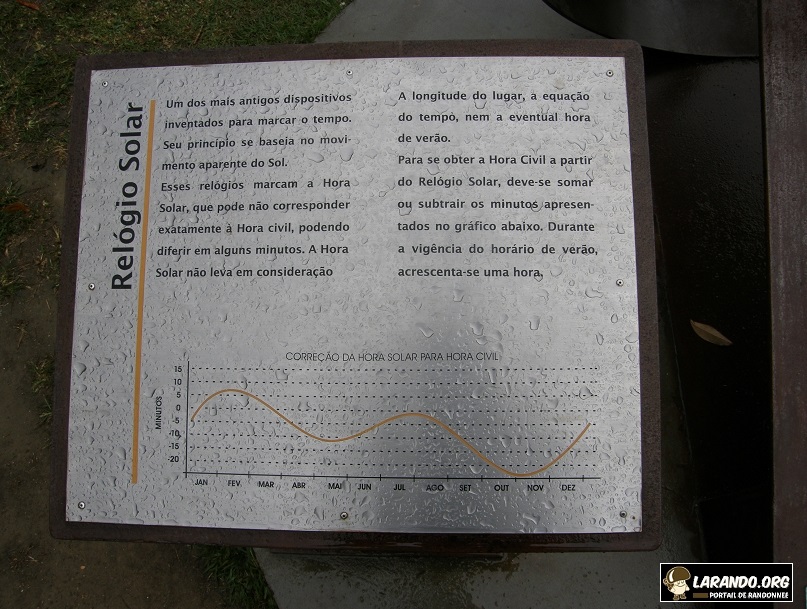 Relógio Solar
Um dos mais antigos dispositivos
inventados para marcar o tempo.
Seu princípio se baseia no movi-
mento aparente do Sol.
Esses relógios marcam a Hora
Solar, que pode não corresponder
exatamente à Hora civil, podendo
diferir em alguns minutos. A Hora
Solar não leva em consideração
A longitude do lugar, a equação
do tempo, nem a eventual hora
de verão.
Para se obter a Hora Civil a partir
do Relógio Solar, deve-se somar
ou subtrair os minutos apresen-
tados no gráfico abaixo. Durante
a vigência do horário de verão,
acrescenta-se uma hora.
CORREÇÃO DA HORA SOLAR PARA HORA CIVIL
MINUTOS
15
10
5
0
-5
-10
-15
-20
JAN FEV MAR ABR MAI JUN JUL AGO SET OUT NOV DEZ
LARANDO.ORG
PORTAIL DE RANDONNEE